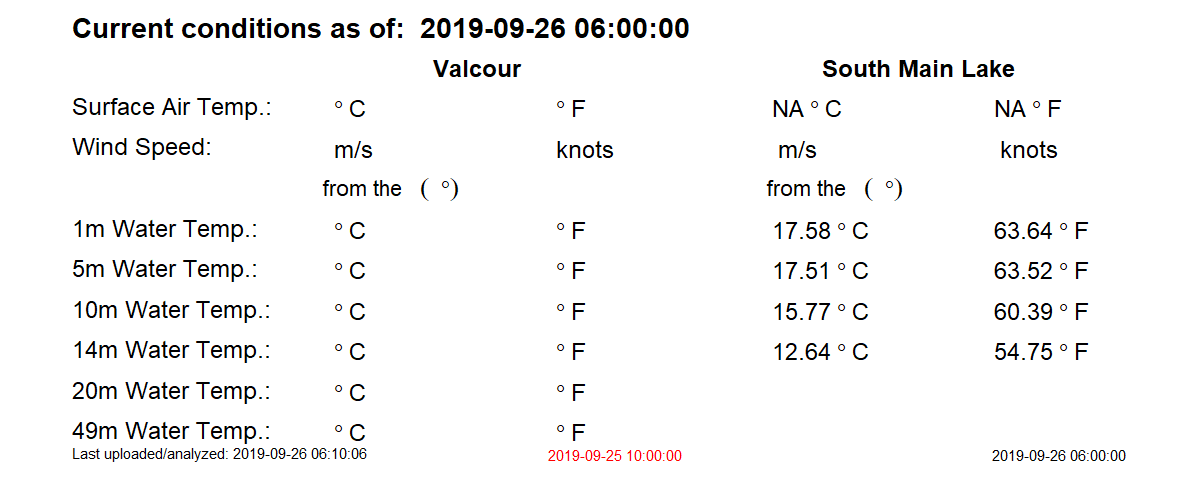 Current conditions as of: 2019-09-26 06:00:00
Valcour South Main Lake
Surface Air Temp.: ° C ° F NA ° C NA ° F
Wind Speed: m/s knots m/s knots
from the ( °) from the ( °)
1m Water Temp.: ° C ° F 17.58 ° C 63.64 ° F
5m Water Temp.: ° C ° F 17.51 ° C 63.52 ° F
10m Water Temp.: ° C ° F 15.77 ° C 60.39 ° F
14m Water Temp.: ° C ° F 12.64 ° C 54.75 ° F
20m Water Temp.: ° C ° F
49m Water Temp.: ° C ° F
Last uploaded/analyzed: 2019-09-26 06:10:06 2019-09-25 10:00:00 2019-09-26 06:00:00